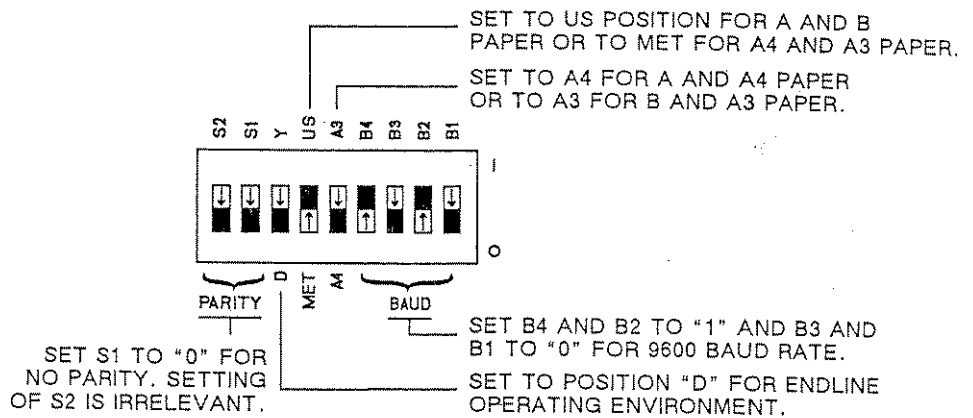 SET TO US POSITION FOR A AND B
PAPER OR TO MET FOR A4 AND A3 PAPER.
SET TO A4 FOR A AND A4 PAPER
OR TO A3 FOR B AND A3 PAPER.
S2 S1 Y US A3 B4 B3 B2 B1
1
0
D MET A4
PARITY
BAUD
SET S1 TO "0" FOR
NO PARITY. SETTING
OF S2 IS IRRELEVANT.
SET B4 AND B2 TO "1" AND B3 AND
B1 TO "0" FOR 9600 BAUD RATE.
SET TO POSITION "D" FOR ENDLINE
OPERATING ENVIRONMENT.